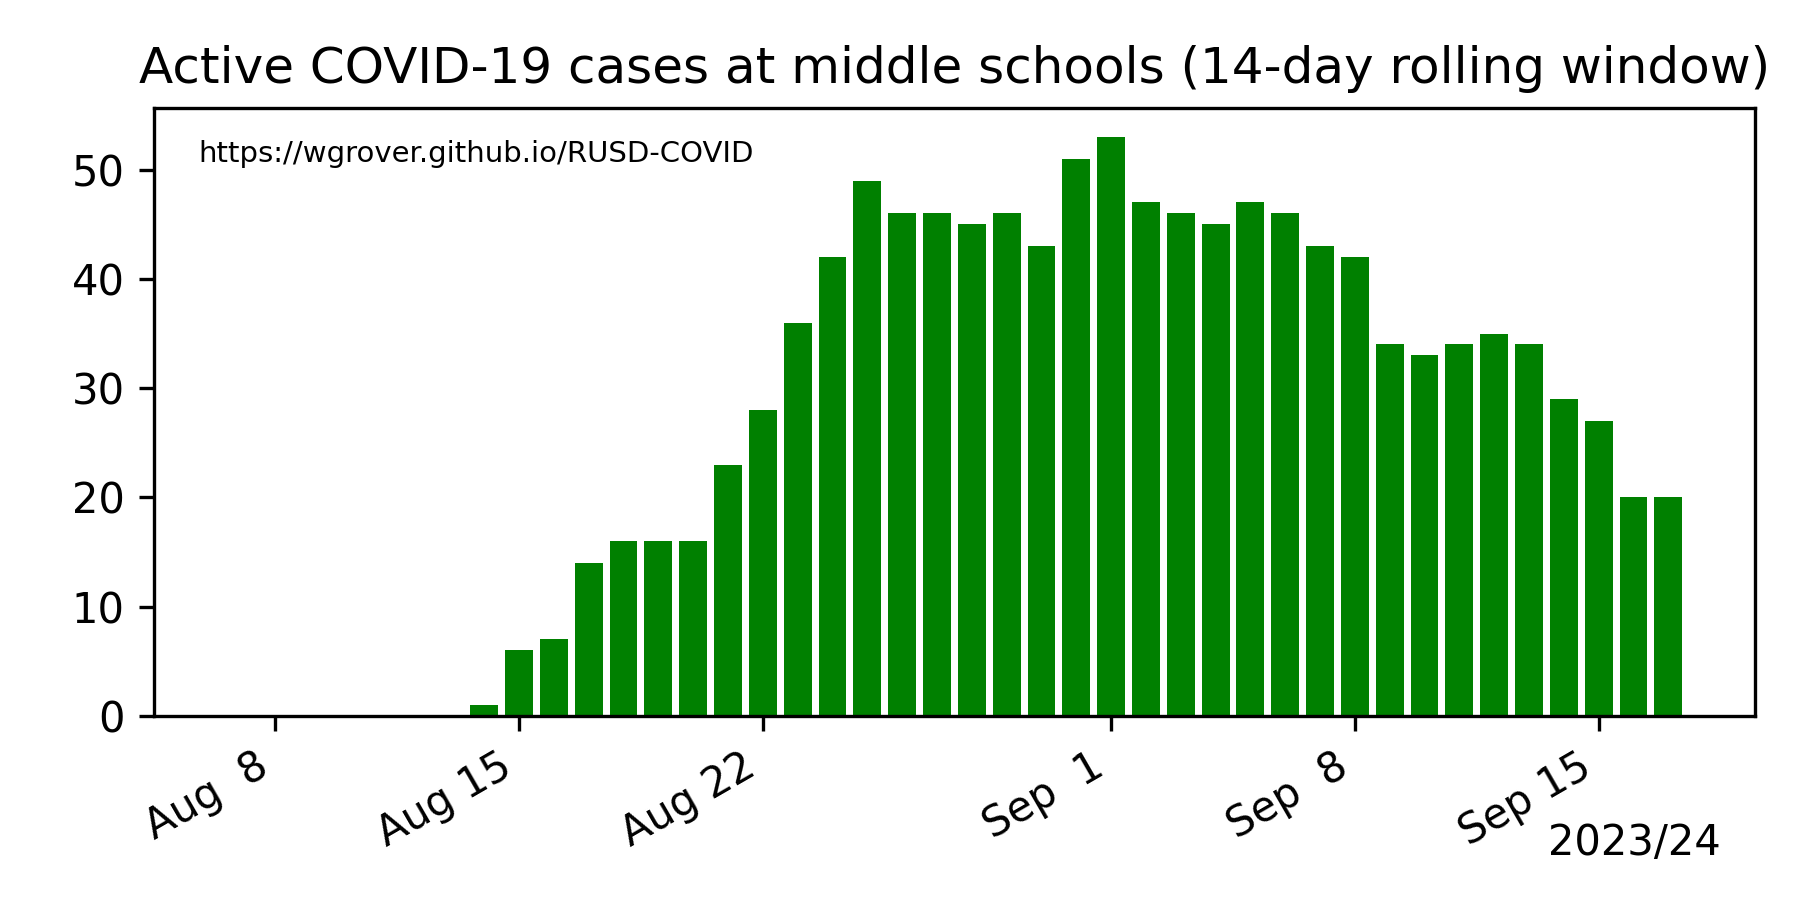 Active COVID-19 cases at middle schools (14-day rolling window)
https://wgrover.github.io/RUSD-COVID
50
40
30
20
10
0
Aug 8
Aug 15
Aug 22
Sep 1
Sep 8
Sep 15
2023/24